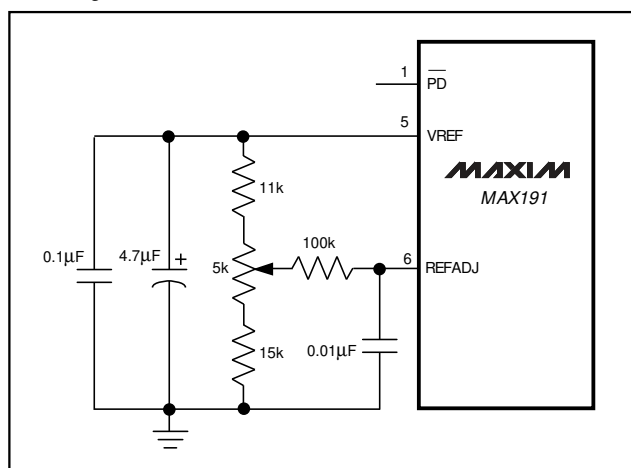 1
PD
5
VREF
MAXIM
MAX191
11k
0.1µF
4.7µF
+
5k
100k
6
REFADJ
15k
0.01µF